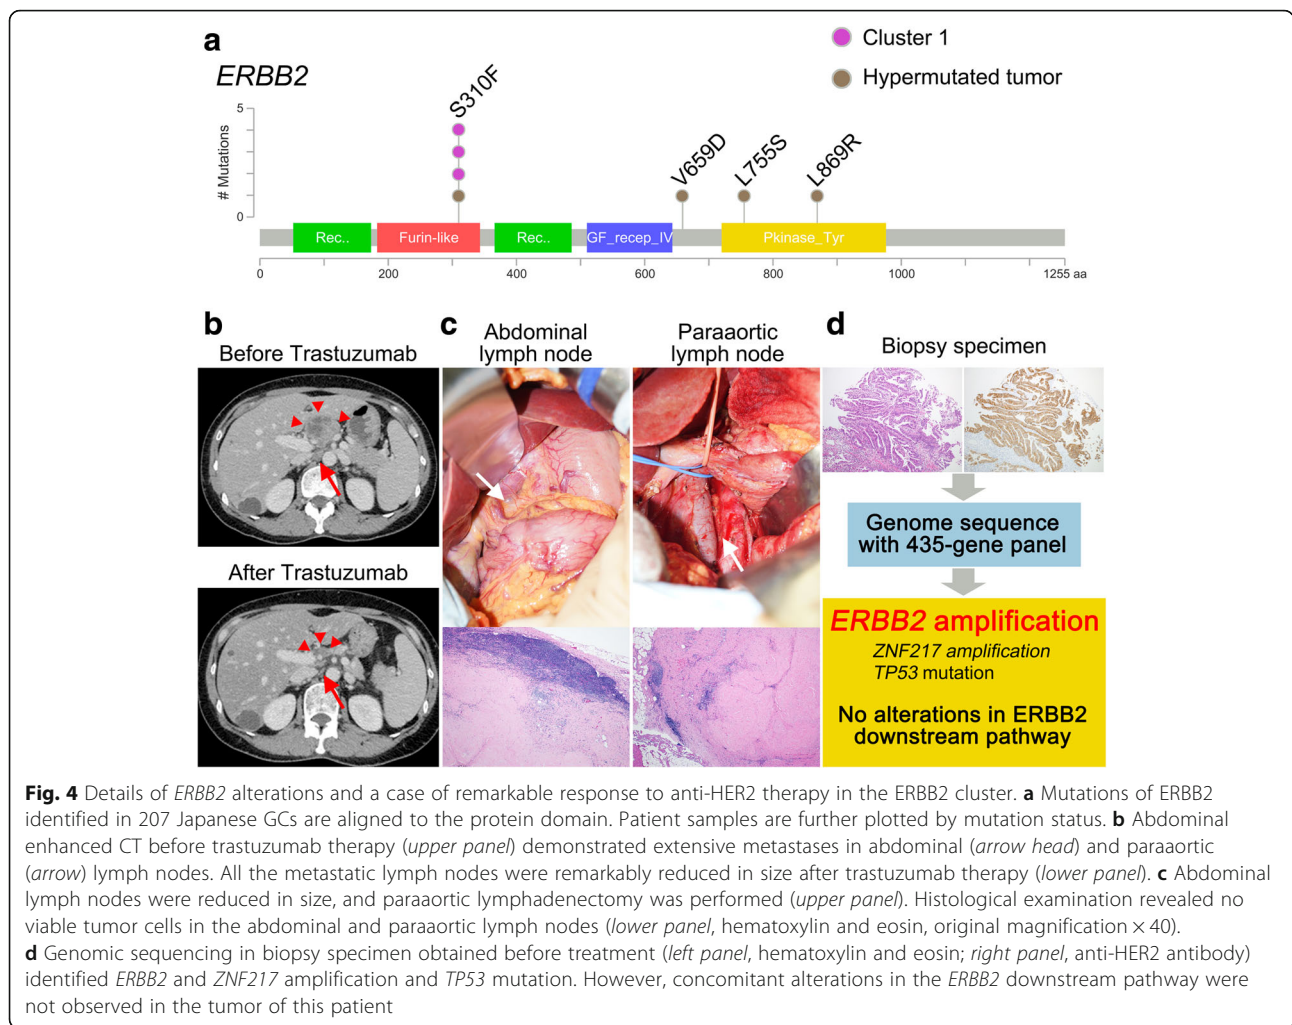 a
ERBB2
Cluster 1
Hypermutated tumor
# Mutations
5
0
S310F
V659D
L755S
L869R
Rec..
Furin-like
Rec..
GF_recep_IV
Pkinase_Tyr
0
200
400
600
800
1000
1255 aa
b
Before Trastuzumab
After Trastuzumab
c
Abdominal
lymph node
Paraaortic
lymph node
d
Biopsy specimen
Genome sequence
with 435-gene panel
ERBB2 amplification
ZNF217 amplification
TP53 mutation
No alterations in ERBB2
downstream pathway
Fig. 4 Details of ERBB2 alterations and a case of remarkable response to anti-HER2 therapy in the ERBB2 cluster. a Mutations of ERBB2
identified in 207 Japanese GCs are aligned to the protein domain. Patient samples are further plotted by mutation status. b Abdominal
enhanced CT before trastuzumab therapy (upper panel) demonstrated extensive metastases in abdominal (arrow head) and paraaortic
(arrow) lymph nodes. All the metastatic lymph nodes were remarkably reduced in size after trastuzumab therapy (lower panel). c Abdominal
lymph nodes were reduced in size, and paraaortic lymphadenectomy was performed (upper panel). Histological examination revealed no
viable tumor cells in the abdominal and paraaortic lymph nodes (lower panel, hematoxylin and eosin, original magnification × 40).
d Genomic sequencing in biopsy specimen obtained before treatment (left panel, hematoxylin and eosin; right panel, anti-HER2 antibody)
identified ERBB2 and ZNF217 amplification and TP53 mutation. However, concomitant alterations in the ERBB2 downstream pathway were
not observed in the tumor of this patient